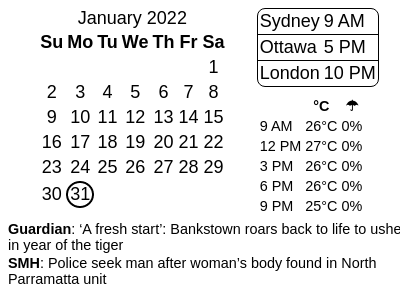 January 2022
Su Mo Tu We Th Fr Sa
1
2 3 4 5 6 7 8
9 10 11 12 13 14 15
16 17 18 19 20 21 22
23 24 25 26 27 28 29
30 31
Sydney 9 AM
Ottawa 5 PM
London 10 PM
°C ☂
9 AM 26°C 0%
12 PM 27°C 0%
3 PM 26°C 0%
6 PM 26°C 0%
9 PM 25°C 0%
Guardian: ‘A fresh start’: Bankstown roars back to life to ushe
in year of the tiger
SMH: Police seek man after woman’s body found in North
Parramatta unit